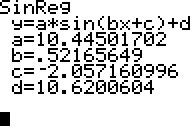 SinReg
y=a*sin(bx+c)+d
a=10.44501702
b=.52165649
c=-2.057160996
d=10.6200604